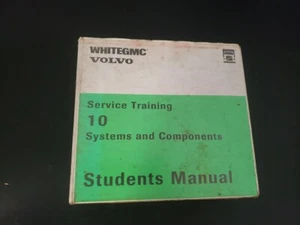 WHITEGMC
VOLVO
Service Training
10
Systems and Components
Students Manual